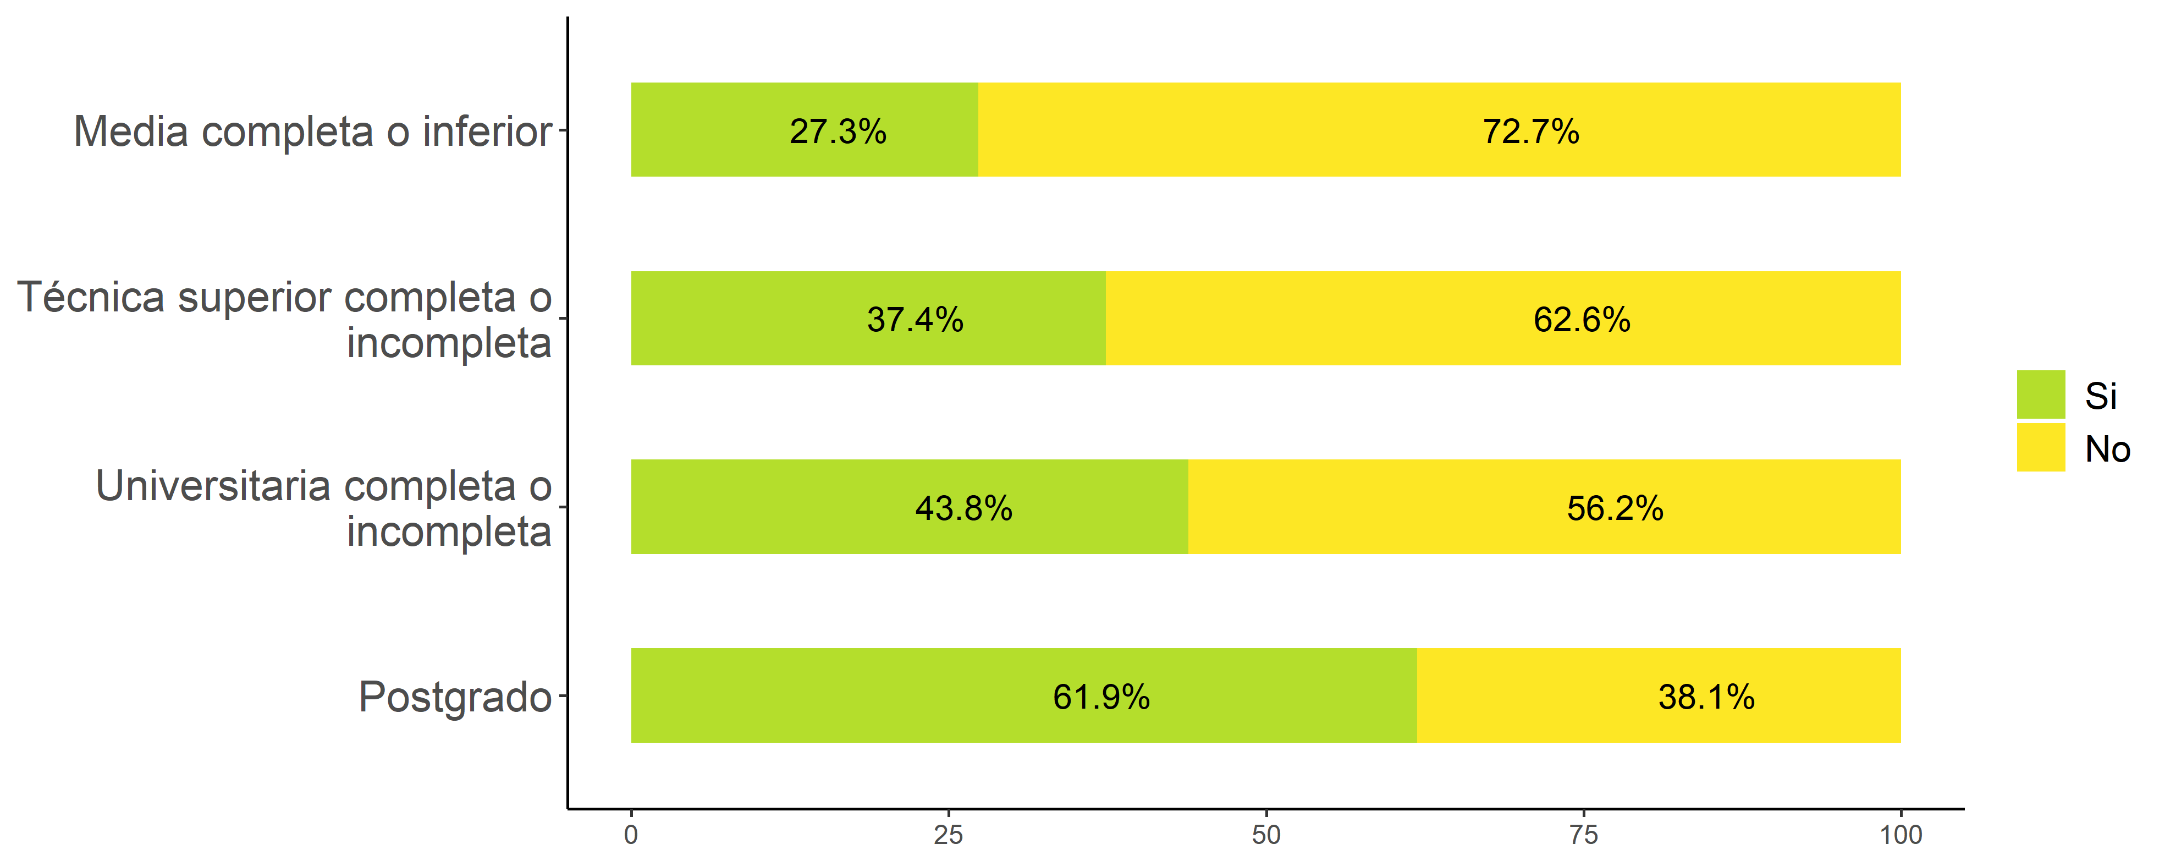 Media completa o inferior
27.3%
72.7%
Técnica superior completa o
incompleta
37.4%
62.6%
Universitaria completa o
incompleta
43.8%
56.2%
Postgrado
61.9%
38.1%
0
25
50
75
100
Si
No